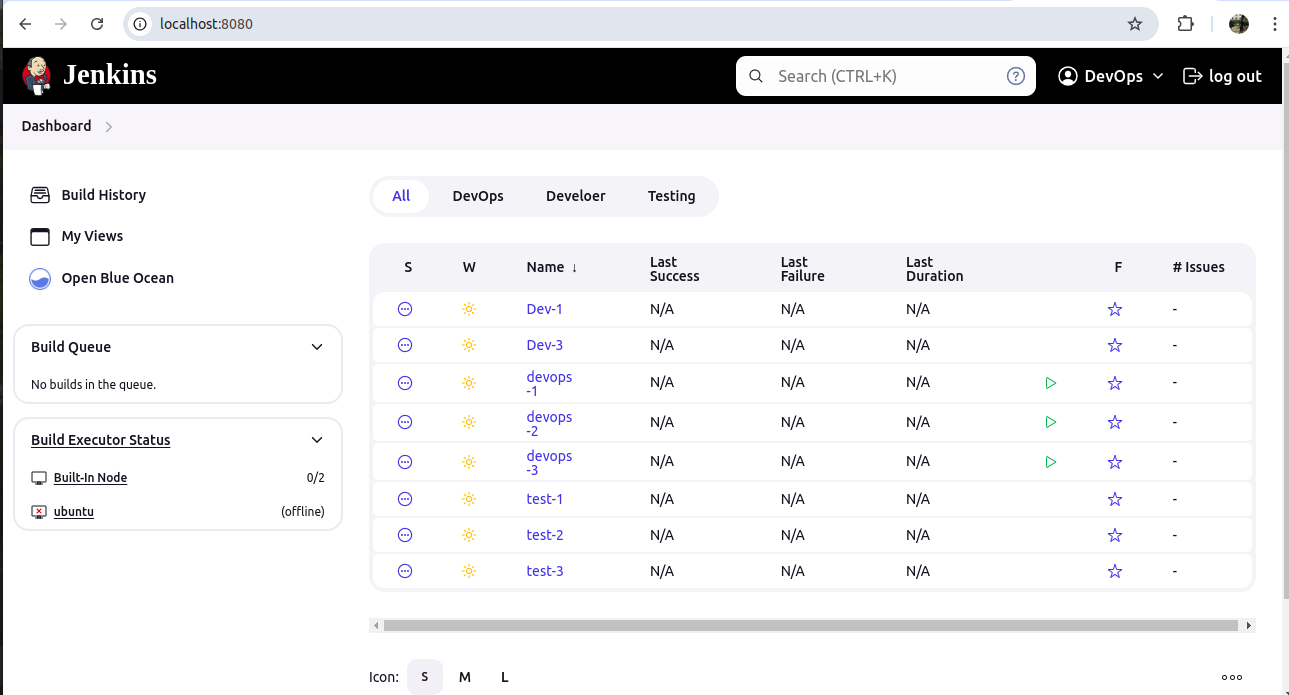 localhost:8080
Jenkins
Search (CTRL+K)
DevOps
log out
Dashboard
Build History
My Views
Open Blue Ocean
Build Queue
No builds in the queue.
Build Executor Status
Built-In Node 0/2
ubuntu (offline)
All DevOps Develoer Testing
S W Name ↓ Last Success Last Failure Last Duration F # Issues
Dev-1 N/A N/A N/A -
Dev-3 N/A N/A N/A -
devops-1 N/A N/A N/A -
devops-2 N/A N/A N/A -
devops-3 N/A N/A N/A -
test-1 N/A N/A N/A -
test-2 N/A N/A N/A -
test-3 N/A N/A N/A -
Icon: S M L